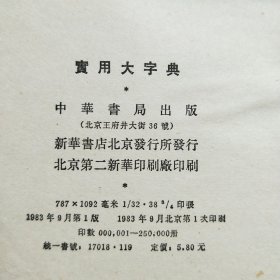 實用大字典
*
中華書局出版
(北京王府井大街36號)
新華書店北京發行所發行
北京第二新華印刷廠印刷
*
787×1092毫米 1/32·38 3/4印張
1983年9月第1版 1983年9月北京第1次印刷
印數 000,001—250,000册
統一書號：17018·119 定價：5.80元